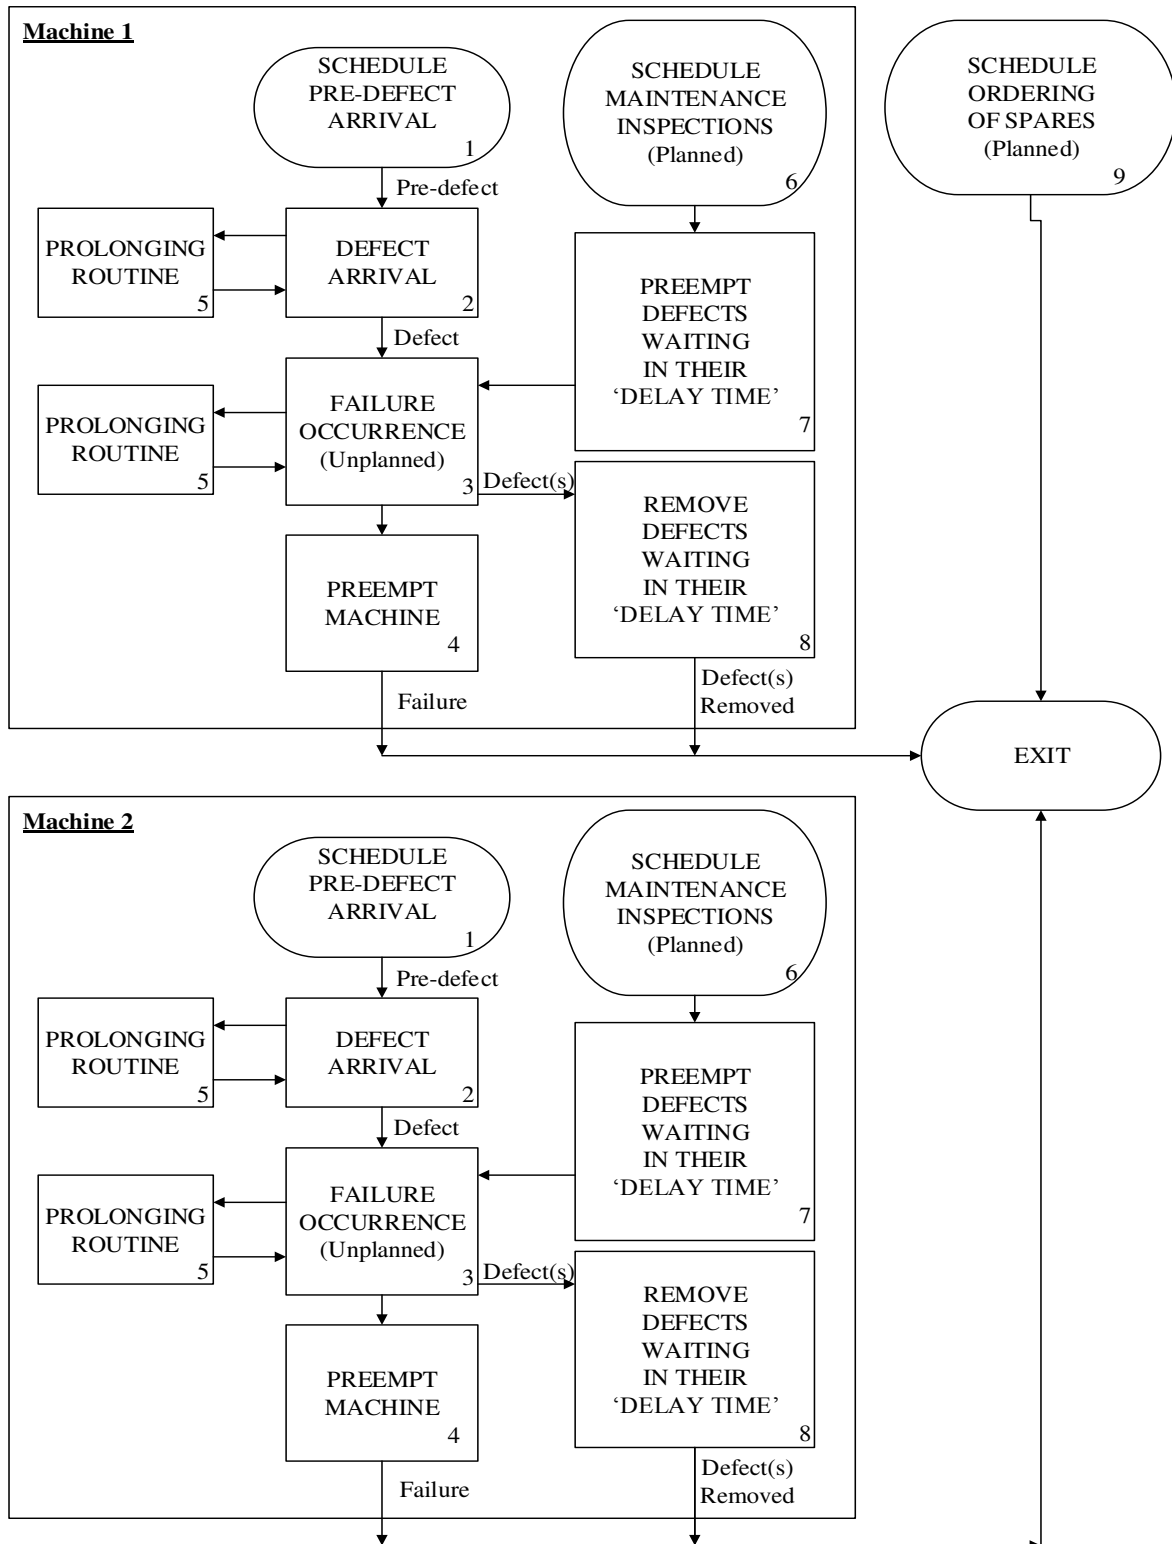 Machine 1
SCHEDULE
PRE-DEFECT
ARRIVAL
1
SCHEDULE
MAINTENANCE
INSPECTIONS
(Planned)
6
SCHEDULE
ORDERING
OF SPARES
(Planned)
9
Pre-defect
PROLONGING
ROUTINE
5
DEFECT
ARRIVAL
2
PREEMPT
DEFECTS
WAITING
IN THEIR
‘DELAY TIME’
7
Defect
PROLONGING
ROUTINE
5
FAILURE
OCCURRENCE
(Unplanned)
3
Defect(s)
REMOVE
DEFECTS
WAITING
IN THEIR
‘DELAY TIME’
8
PREEMPT
MACHINE
4
Failure
Defect(s)
Removed
EXIT
Machine 2
SCHEDULE
PRE-DEFECT
ARRIVAL
1
SCHEDULE
MAINTENANCE
INSPECTIONS
(Planned)
6
Pre-defect
PROLONGING
ROUTINE
5
DEFECT
ARRIVAL
2
PREEMPT
DEFECTS
WAITING
IN THEIR
‘DELAY TIME’
7
Defect
PROLONGING
ROUTINE
5
FAILURE
OCCURRENCE
(Unplanned)
3
Defect(s)
REMOVE
DEFECTS
WAITING
IN THEIR
‘DELAY TIME’
8
PREEMPT
MACHINE
4
Failure
Defect(s)
Removed